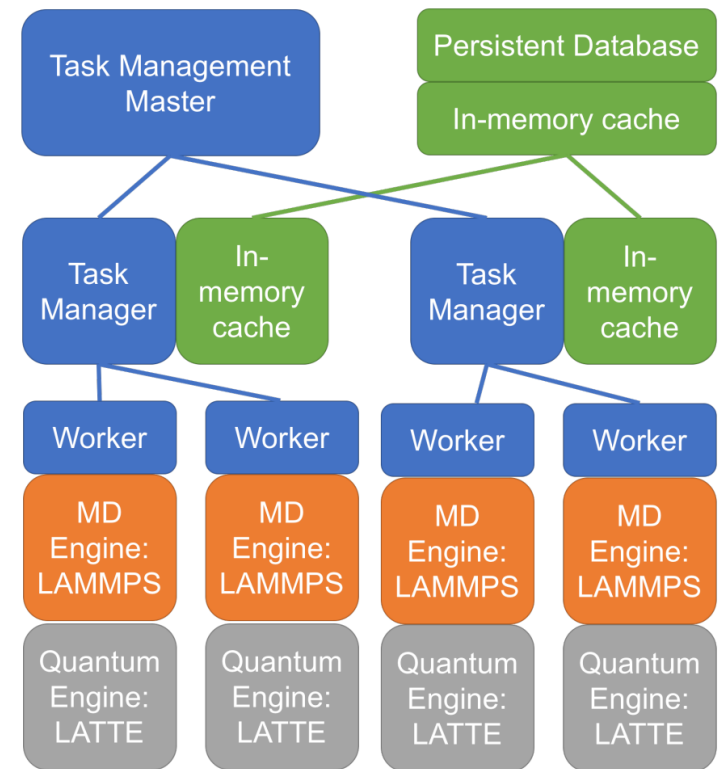 Task Management
Master
Persistent Database
In-memory cache
Task
Manager
In-
memory
cache
Task
Manager
In-
memory
cache
Worker
Worker
Worker
Worker
MD
Engine:
LAMMPS
MD
Engine:
LAMMPS
MD
Engine:
LAMMPS
MD
Engine:
LAMMPS
Quantum
Engine:
LATTE
Quantum
Engine:
LATTE
Quantum
Engine:
LATTE
Quantum
Engine:
LATTE